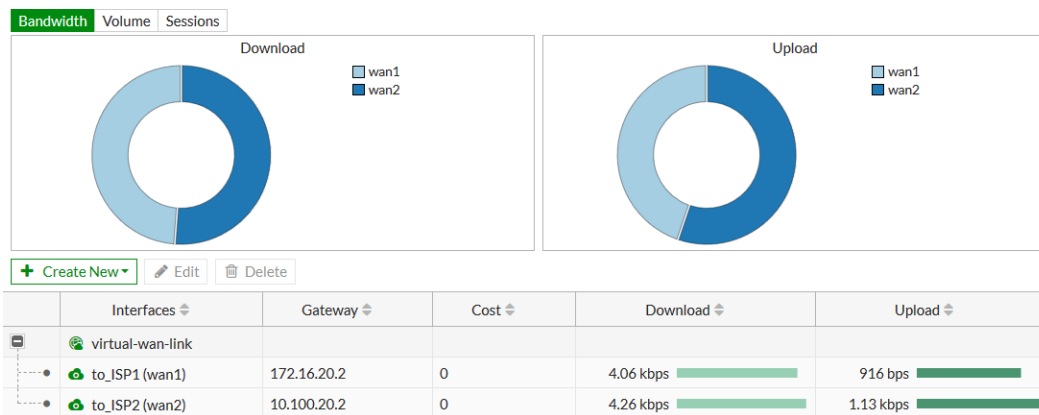 Bandwidth Volume Sessions
Download
wan1
wan2
Upload
wan1
wan2
+ Create New Edit Delete
Interfaces Gateway Cost Download Upload
virtual-wan-link
to_ISP1 (wan1) 172.16.20.2 0 4.06 kbps 916 bps
to_ISP2 (wan2) 10.100.20.2 0 4.26 kbps 1.13 kbps